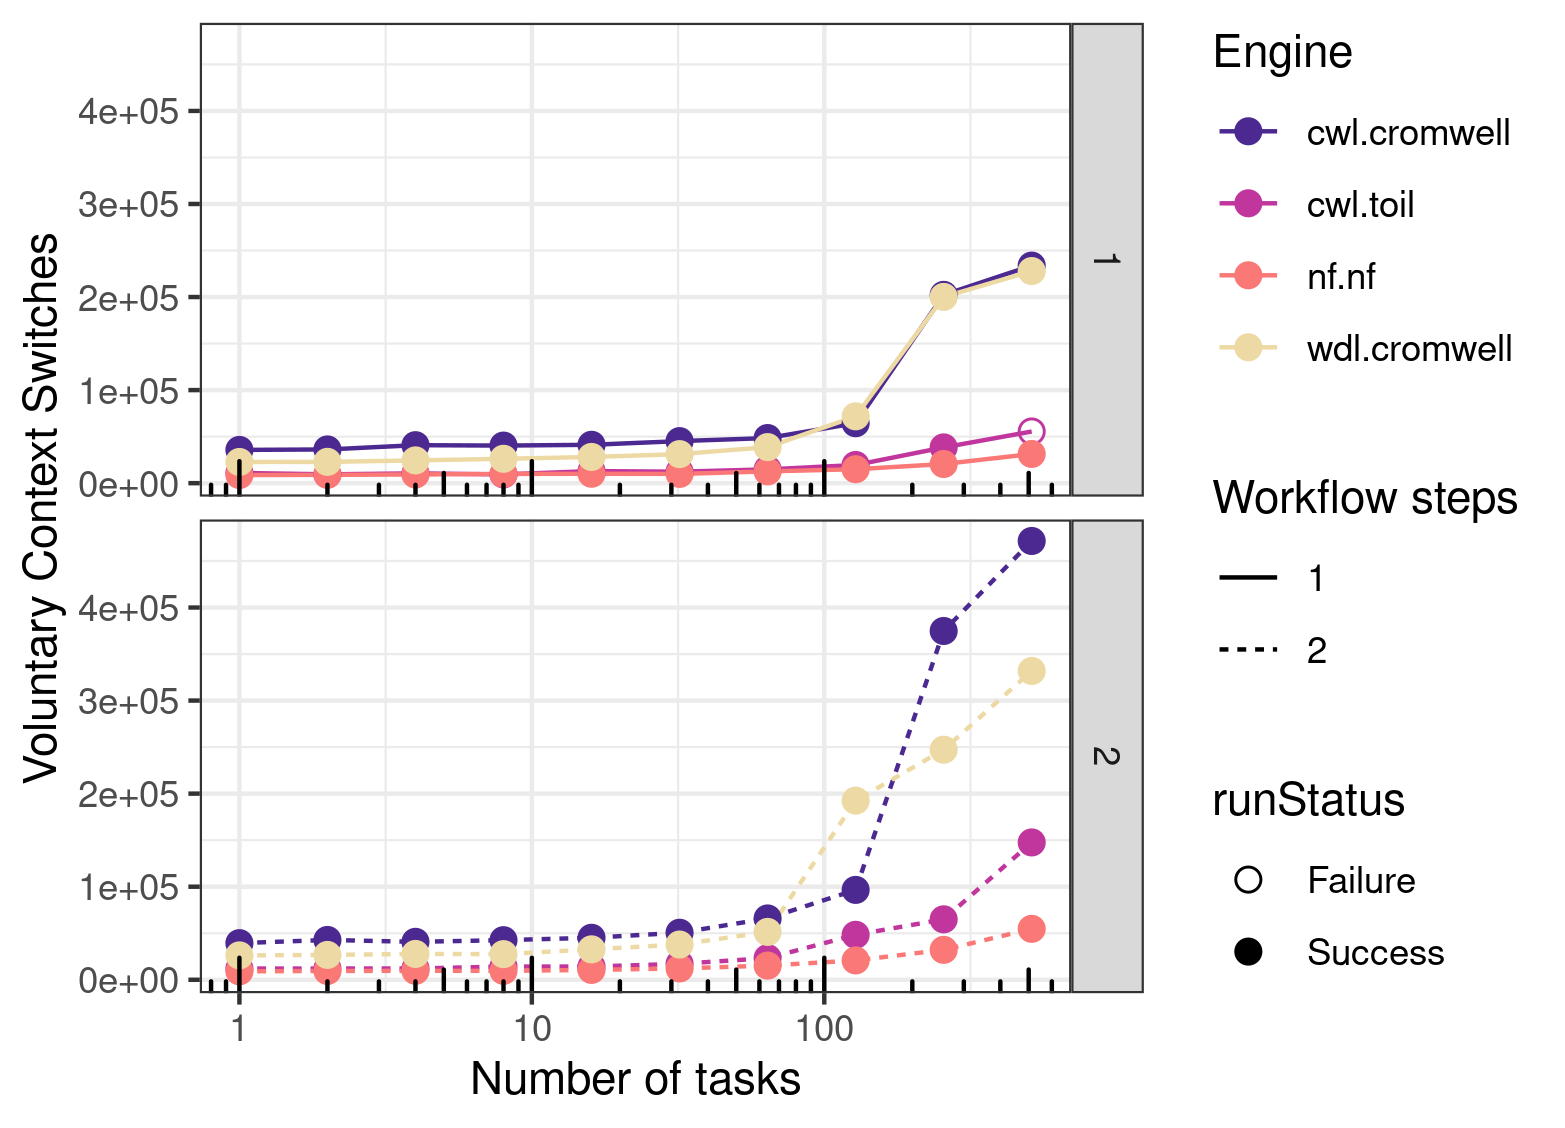 Voluntary Context Switches
4e+05
3e+05
2e+05
1e+05
0e+00
1
4e+05
3e+05
2e+05
1e+05
0e+00
2
1
10
100
Number of tasks
Engine
cwl.cromwell
cwl.toil
nf.nf
wdl.cromwell
Workflow steps
1
2
runStatus
Failure
Success